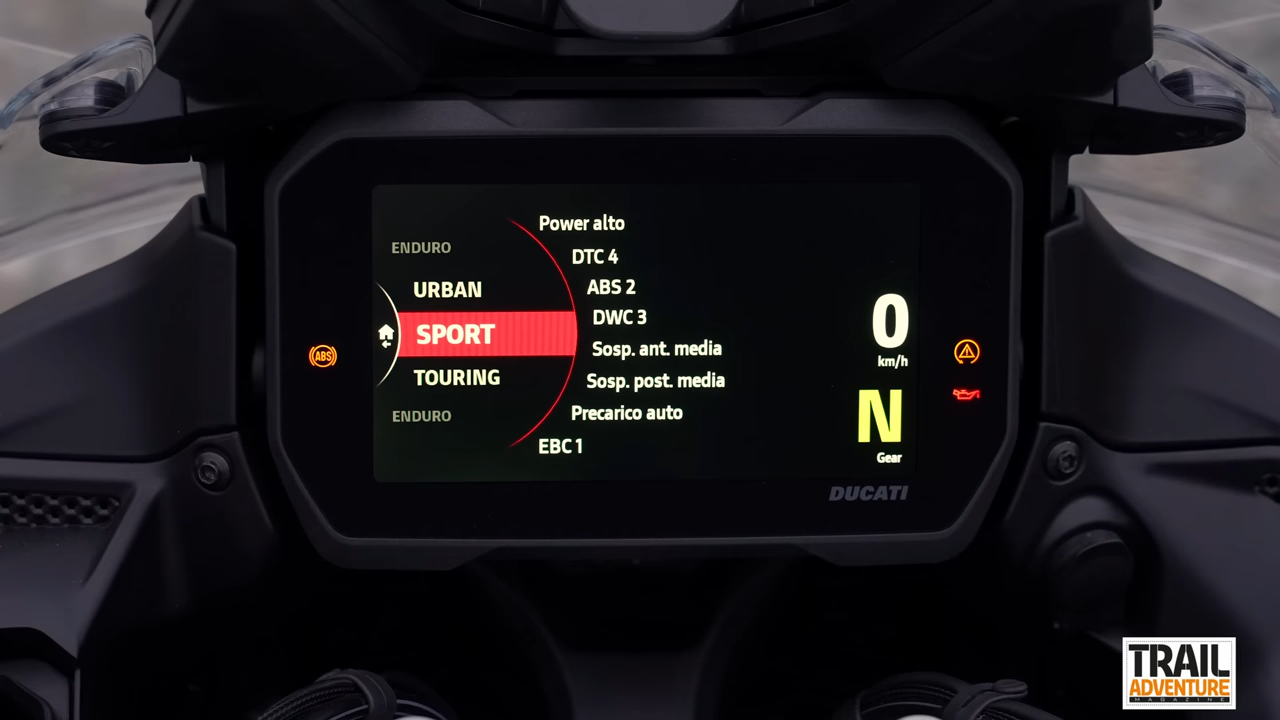 ENDURO
URBAN
SPORT
TOURING
ENDURO
Power alto
DTC 4
ABS 2
DWC 3
Sosp. ant. media
Sosp. post. media
Precarico auto
EBC 1
0
km/h
N
Gear
ABS
DUCATI
TRAIL
ADVENTURE
MAGAZINE